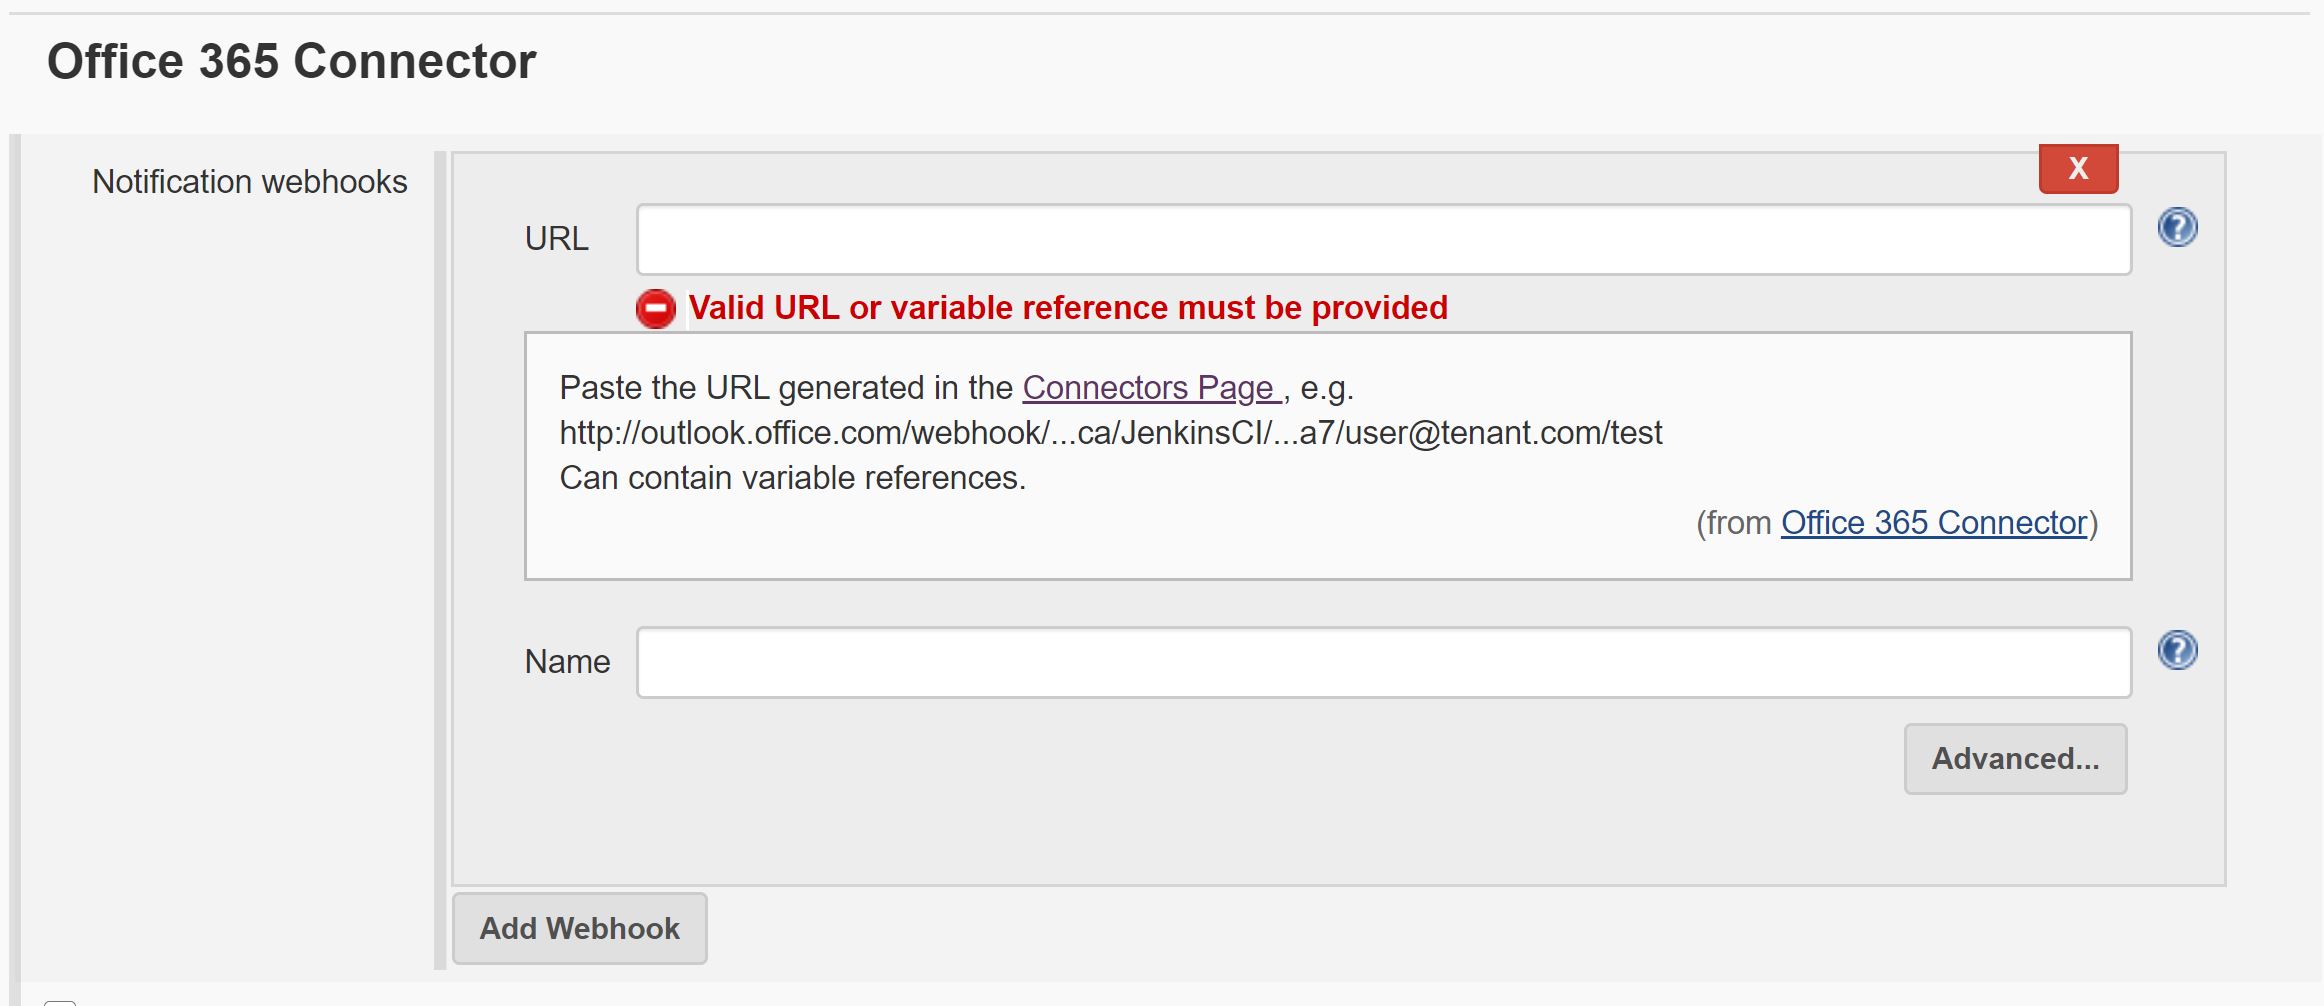 Office 365 Connector
Notification webhooks
X
URL
Valid URL or variable reference must be provided
Paste the URL generated in the Connectors Page , e.g.
http://outlook.office.com/webhook/...ca/JenkinsCI/...a7/user@tenant.com/test
Can contain variable references.
(from Office 365 Connector)
Name
Advanced...
Add Webhook